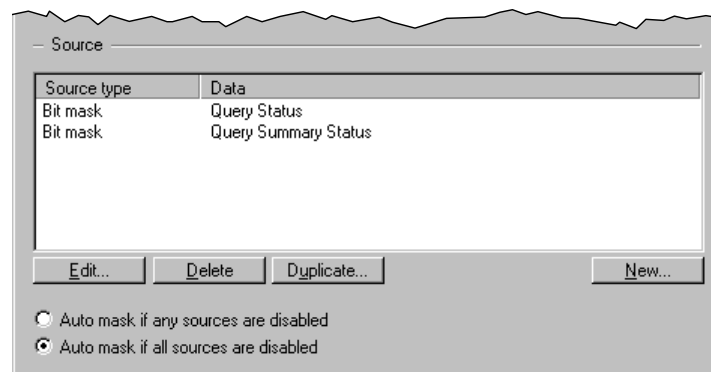 Source
Source type Data
Bit mask Query Status
Bit mask Query Summary Status
Edit... Delete Duplicate... New...
Auto mask if any sources are disabled
Auto mask if all sources are disabled